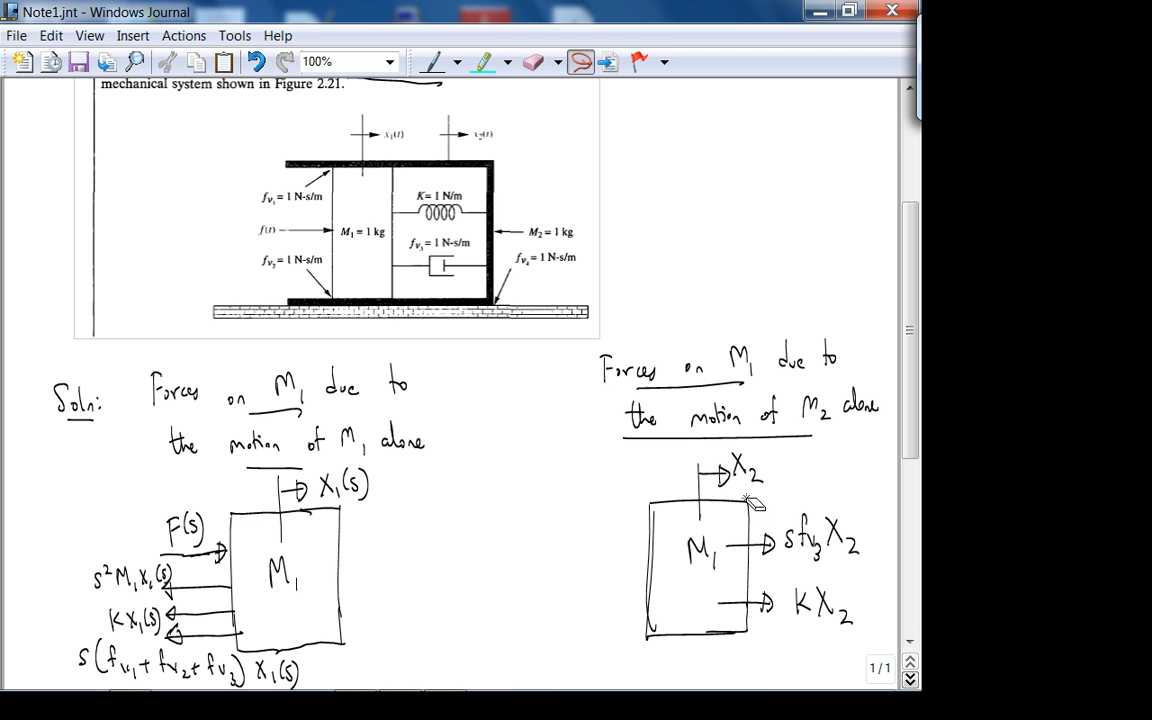 Note1.jnt - Windows Journal
File Edit View Insert Actions Tools Help
100%
mechanical system shown in Figure 2.21.
x₁(t) x₂(t)
fᵥ₁ = 1 N-s/m
K= 1 N/m
f(t)
M₁ = 1 kg
M₂ = 1 kg
fᵥ₃ = 1 N-s/m
fᵥ₂ = 1 N-s/m
fᵥ₄ = 1 N-s/m
Soln:
Forces on M₁ due to
the motion of M₁ alone
X₁(s)
F(s)
M₁
s²M₁X₁(s)
KX₁(s)
s(fᵥ₁ + fᵥ₂ + fᵥ₃) X₁(s)
Forces on M₁ due to
the motion of M₂ alone
X₂
M₁
sfᵥ₃X₂
KX₂
1/1